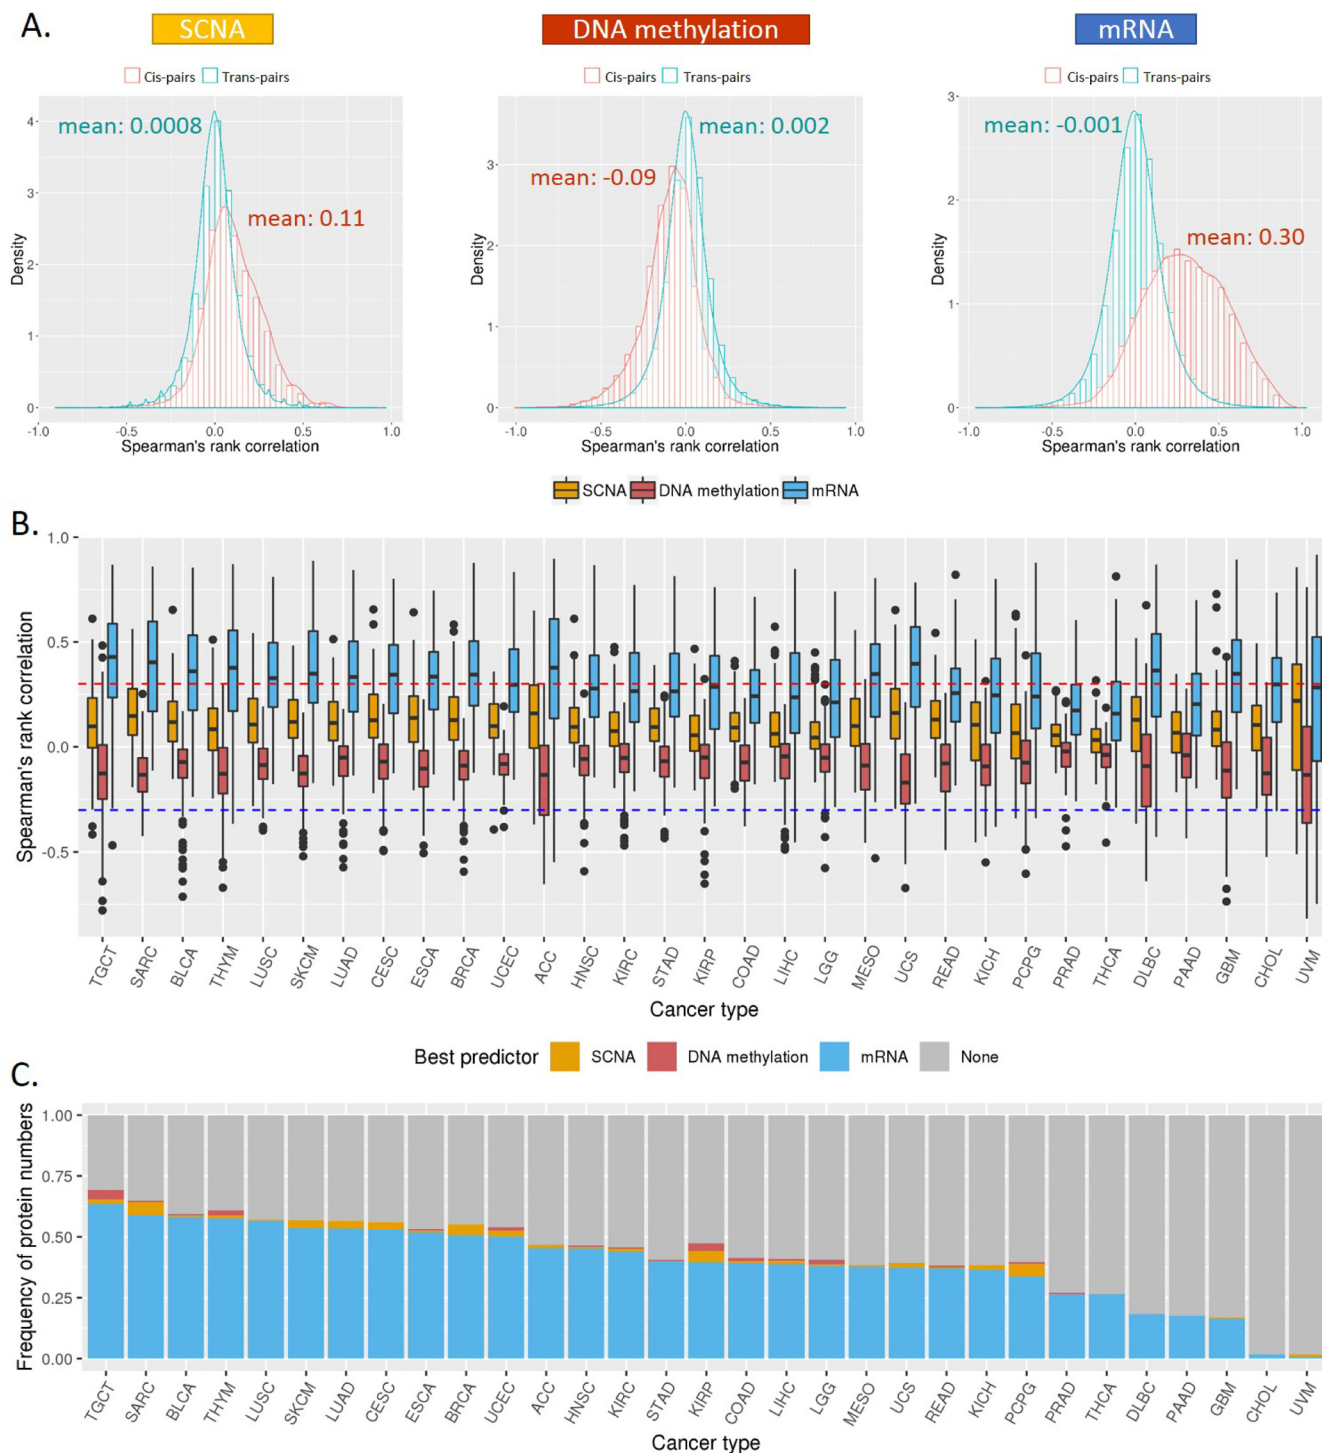 A.
SCNA
DNA methylation
mRNA
Cis-pairs Trans-pairs
Cis-pairs Trans-pairs
Cis-pairs Trans-pairs
mean: 0.0008
mean: 0.11
Density
4
3
2
1
0
-1.0 -0.5 0.0 0.5 1.0
Spearman's rank correlation
mean: 0.002
mean: -0.09
Density
3
2
1
0
-1.0 -0.5 0.0 0.5 1.0
Spearman's rank correlation
mean: -0.001
mean: 0.30
Density
3
2
1
0
-1.0 -0.5 0.0 0.5 1.0
Spearman's rank correlation
SCNA DNA methylation mRNA
B.
Spearman's rank correlation
1.0
0.5
0.0
-0.5
TGCT SARC BLCA THYM LUSC SKCM LUAD CESC ESCA BRCA UCEC ACC HNSC KIRC STAD KIRP COAD LIHC LGG MESO UCS READ KICH PCPG PRAD THCA DLBC PAAD GBM CHOL UVM
Cancer type
Best predictor SCNA DNA methylation mRNA None
C.
Frequency of protein numbers
1.00
0.75
0.50
0.25
0.00
TGCT SARC BLCA THYM LUSC SKCM LUAD CESC ESCA BRCA UCEC ACC HNSC KIRC STAD KIRP COAD LIHC LGG MESO UCS READ KICH PCPG PRAD THCA DLBC PAAD GBM CHOL UVM
Cancer type